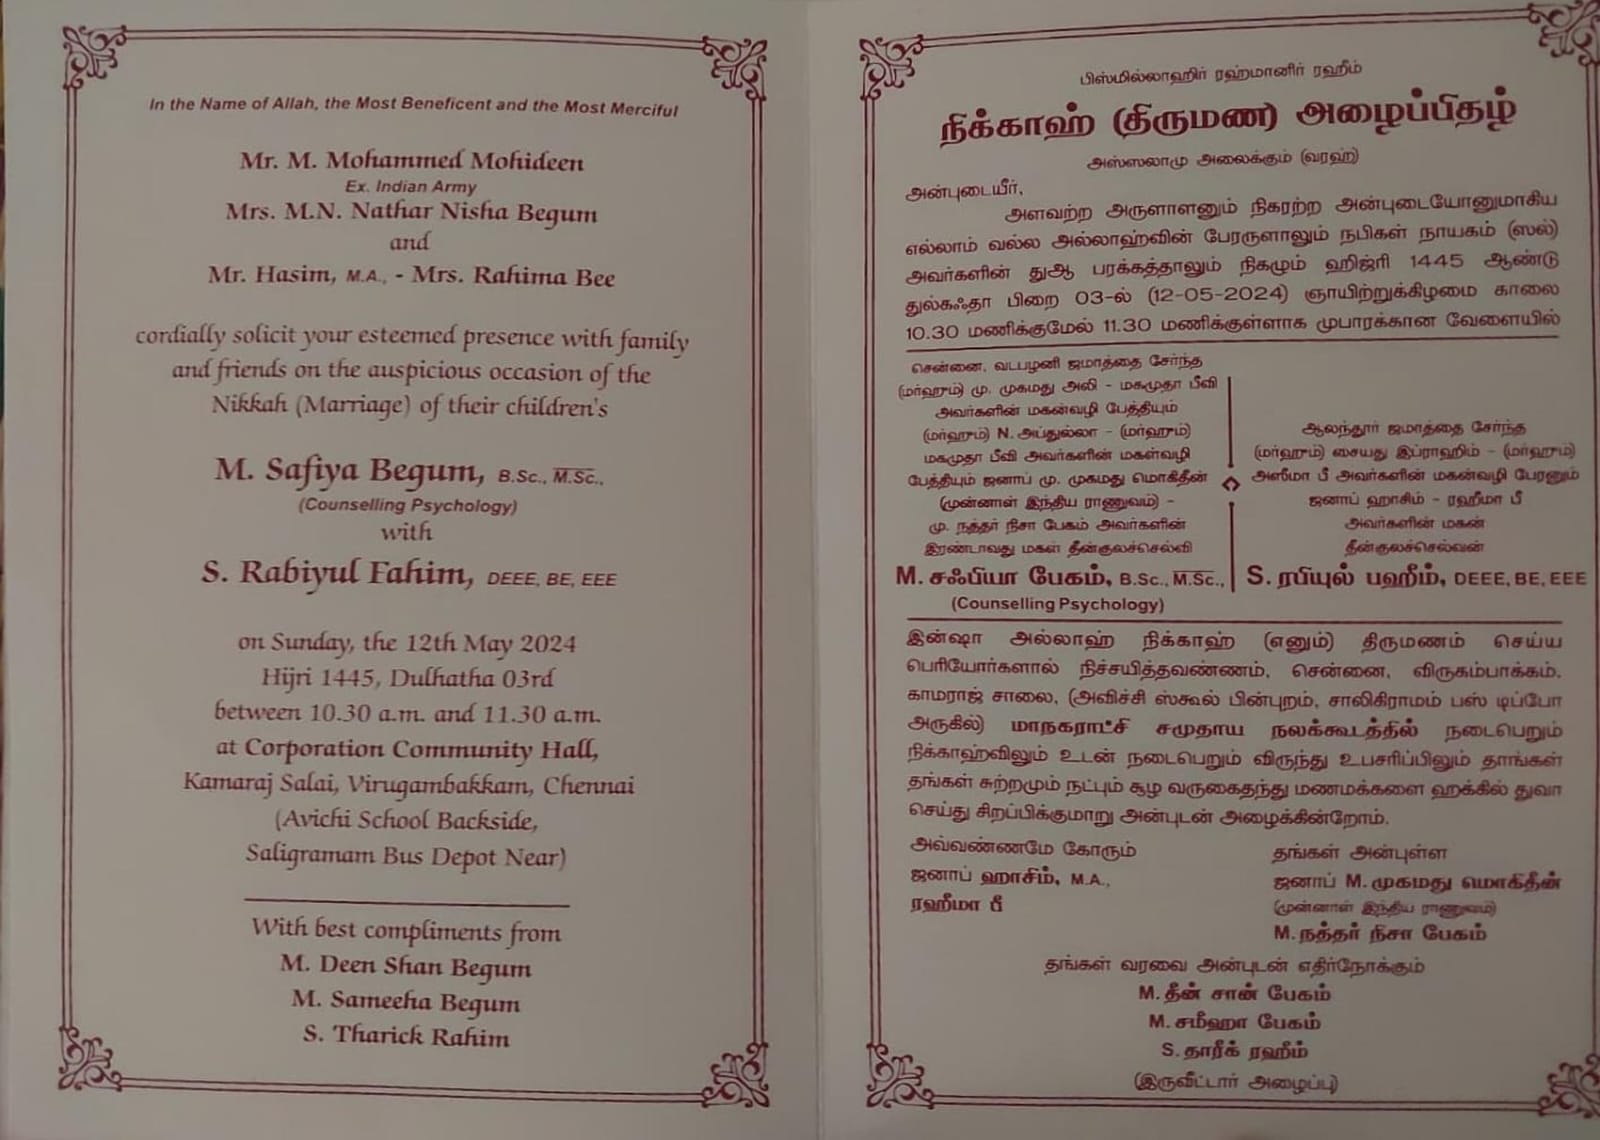 In the Name of Allah, the Most Beneficent and the Most Merciful
Mr. M. Mohammed Mohideen
Ex. Indian Army
Mrs. M.N. Nathar Nisha Begum
and
Mr. Hasim, M.A., - Mrs. Rahima Bee
cordially solicit your esteemed presence with family
and friends on the auspicious occasion of the
Nikkah (Marriage) of their children's
M. Safiya Begum, B.Sc., M.Sc.,
(Counselling Psychology)
with
S. Rabiyul Fahim, DEEE, BE, EEE
on Sunday, the 12th May 2024
Hijri 1445, Dulhatha 03rd
between 10.30 a.m. and 11.30 a.m.
at Corporation Community Hall,
Kamaraj Salai, Virugambakkam, Chennai
(Avichi School Backside,
Saligramam Bus Depot Near)
With best compliments from
M. Deen Shan Begum
M. Sameeha Begum
S. Tharick Rahim
பிஸ்மில்லாஹிர் ரஹ்மானிர் ரஹீம்
நிக்காஹ் (திருமண) அழைப்பிதழ்
அஸ்ஸலாமு அலைக்கும் (வரஹ்)
அன்புடையீர்,
அளவற்ற அருளாளனும் நிகரற்ற அன்புடையோனுமாகிய
எல்லாம் வல்ல அல்லாஹ்வின் பேரருளாலும் நபிகள் நாயகம் (ஸல்)
அவர்களின் துஆ பரக்கத்தாலும் நிகழும் ஹிஜ்ரி 1445 ஆண்டு
துல்கஃதா பிறை 03-ல் (12-05-2024) ஞாயிற்றுக்கிழமை காலை
10.30 மணிக்குமேல் 11.30 மணிக்குள்ளாக முபாரக்கான வேளையில்
சென்னை, வடபழனி ஜமாத்தை சேர்ந்த
(மர்ஹும்) மு. முகமது அலி - மகமுதா பீவி
அவர்களின் மகன்வழி பேத்தியும்
(மர்ஹும்) N. அப்துல்லா - (மர்ஹும்)
மகமுதா பீவி அவர்களின் மகள்வழி
பேத்தியும் ஜனாப் மு. முகமது மொகிதீன்
(முன்னாள் இந்திய ராணுவம்) -
மு. நத்தர் நிசா பேகம் அவர்களின்
இரண்டாவது மகள் தீன்குலச்செல்வி
M. சஃபியா பேகம், B.Sc., M.Sc.,
(Counselling Psychology)
ஆலந்தூர் ஜமாத்தை சேர்ந்த
(மர்ஹும்) சையது இப்ராஹிம் - (மர்ஹும்)
அஸீமா பீ அவர்களின் மகன்வழி பேரனும்
ஜனாப் ஹாசிம் - ரஹீமா பீ
அவர்களின் மகன்
தீன்குலச்செல்வன்
S. ரபியுல் பஹீம், DEEE, BE, EEE
இன்ஷா அல்லாஹ் நிக்காஹ் (எனும்) திருமணம் செய்ய
பெரியோர்களால் நிச்சயித்தவண்ணம், சென்னை, விருகம்பாக்கம்,
காமராஜ் சாலை, (அவிச்சி ஸ்கூல் பின்புறம், சாலிகிராமம் பஸ் டிப்போ
அருகில்) மாநகராட்சி சமுதாய நலக்கூடத்தில் நடைபெறும்
நிக்காஹ்விலும் உடன் நடைபெறும் விருந்து உபசரிப்பிலும் தாங்கள்
தங்கள் சுற்றமும் நட்பும் சூழ வருகைதந்து மணமக்களை ஹக்கில் துவா
செய்து சிறப்பிக்குமாறு அன்புடன் அழைக்கின்றோம்.
அவ்வண்ணமே கோரும்
ஜனாப் ஹாசிம், M.A.,
ரஹீமா பீ
தங்கள் அன்புள்ள
ஜனாப் M. முகமது மொகிதீன்
(முன்னாள் இந்திய ராணுவம்)
M. நத்தர் நிசா பேகம்
தங்கள் வரவை அன்புடன் எதிர்நோக்கும்
M. தீன் சான் பேகம்
M. சமீஹா பேகம்
S. தாரீக் ரஹீம்
(இருவீட்டார் அழைப்பு)